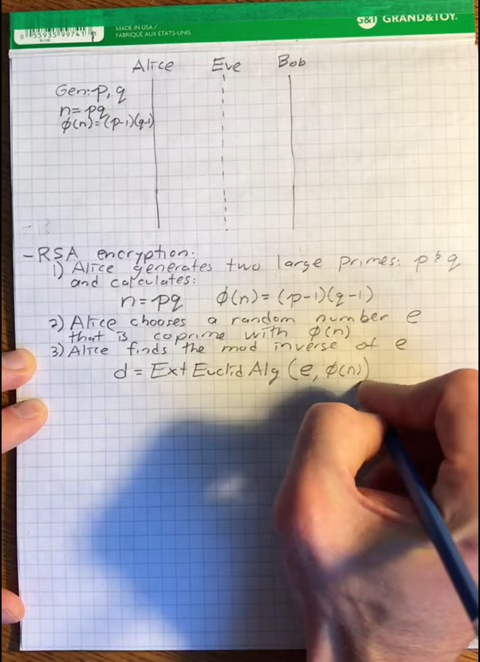 GRAND&TOY.
MADE IN USA/
FABRIQUÉ AUX ETATS-UNIS.
Alice Eve Bob
Gen: p, q
n = pq
φ(n) = (p-1)(q-1)
- RSA encryption:
1) Alice generates two large primes: p & q
and calculates:
n = pq φ(n) = (p-1)(q-1)
2) Alice chooses a random number e
that is coprime with φ(n)
3) Alice finds the mod inverse of e
d = Ext Euclid Alg (e, φ(n))